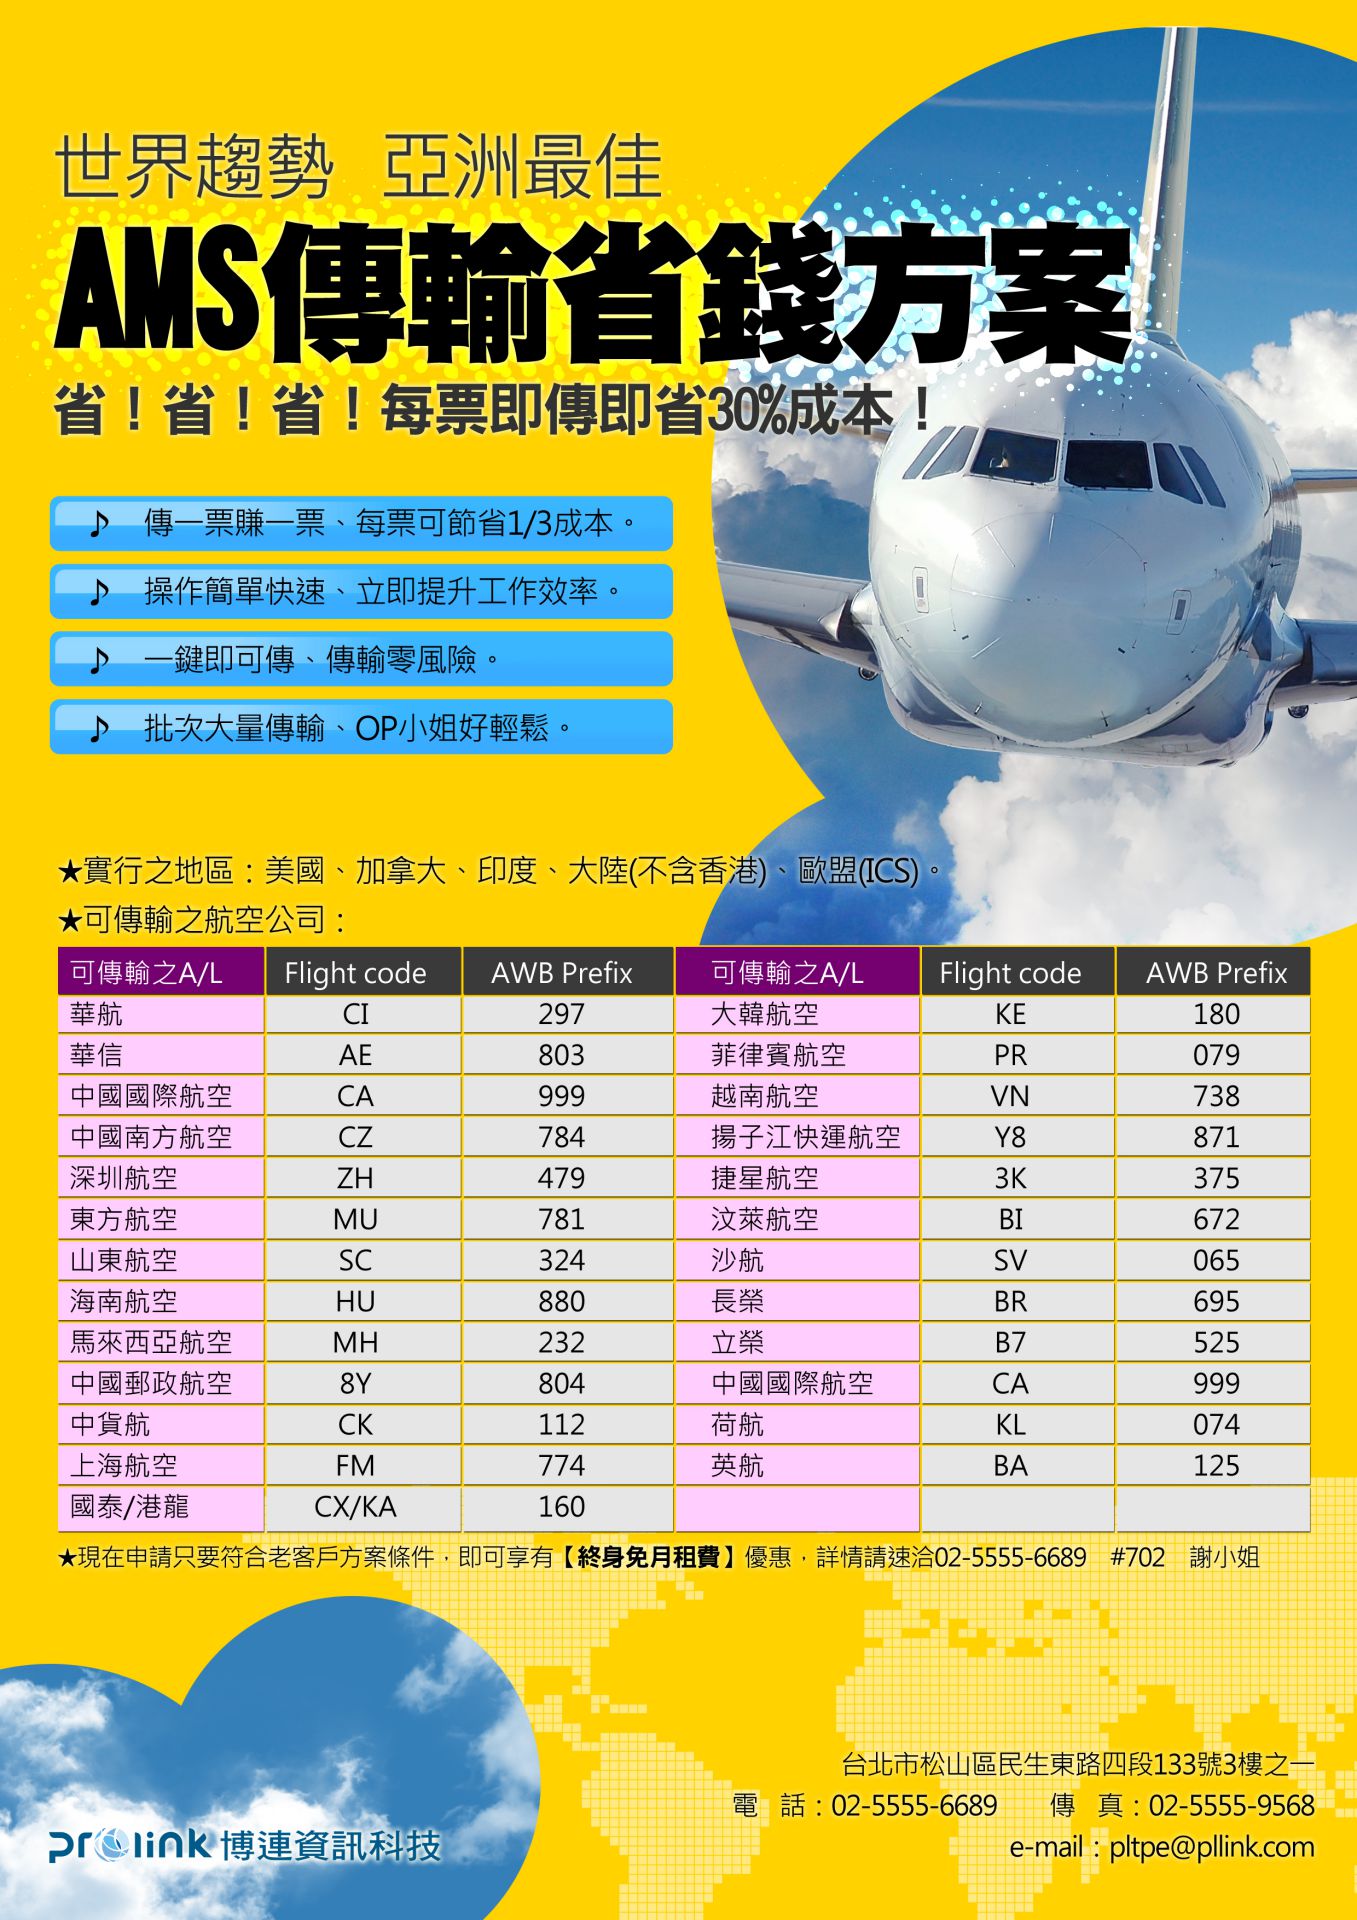 世界趨勢 亞洲最佳
AMS傳輸省錢方案
省！省！省！每票即傳即省30%成本！
♪ 傳一票賺一票、每票可節省1/3成本。
♪ 操作簡單快速、立即提升工作效率。
♪ 一鍵即可傳、傳輸零風險。
♪ 批次大量傳輸、OP小姐好輕鬆。
★實行之地區：美國、加拿大、印度、大陸(不含香港)、歐盟(ICS)。
★可傳輸之航空公司：
可傳輸之A/L Flight code AWB Prefix 可傳輸之A/L Flight code AWB Prefix
華航 CI 297 大韓航空 KE 180
華信 AE 803 菲律賓航空 PR 079
中國國際航空 CA 999 越南航空 VN 738
中國南方航空 CZ 784 揚子江快運航空 Y8 871
深圳航空 ZH 479 捷星航空 3K 375
東方航空 MU 781 汶萊航空 BI 672
山東航空 SC 324 沙航 SV 065
海南航空 HU 880 長榮 BR 695
馬來西亞航空 MH 232 立榮 B7 525
中國郵政航空 8Y 804 中國國際航空 CA 999
中貨航 CK 112 荷航 KL 074
上海航空 FM 774 英航 BA 125
國泰/港龍 CX/KA 160
★現在申請只要符合老客戶方案條件，即可享有【終身免月租費】優惠，詳情請速洽02-5555-6689 #702 謝小姐
台北市松山區民生東路四段133號3樓之一
電 話：02-5555-6689 傳 真：02-5555-9568
e-mail：pltpe@pllink.com
prolink 博連資訊科技